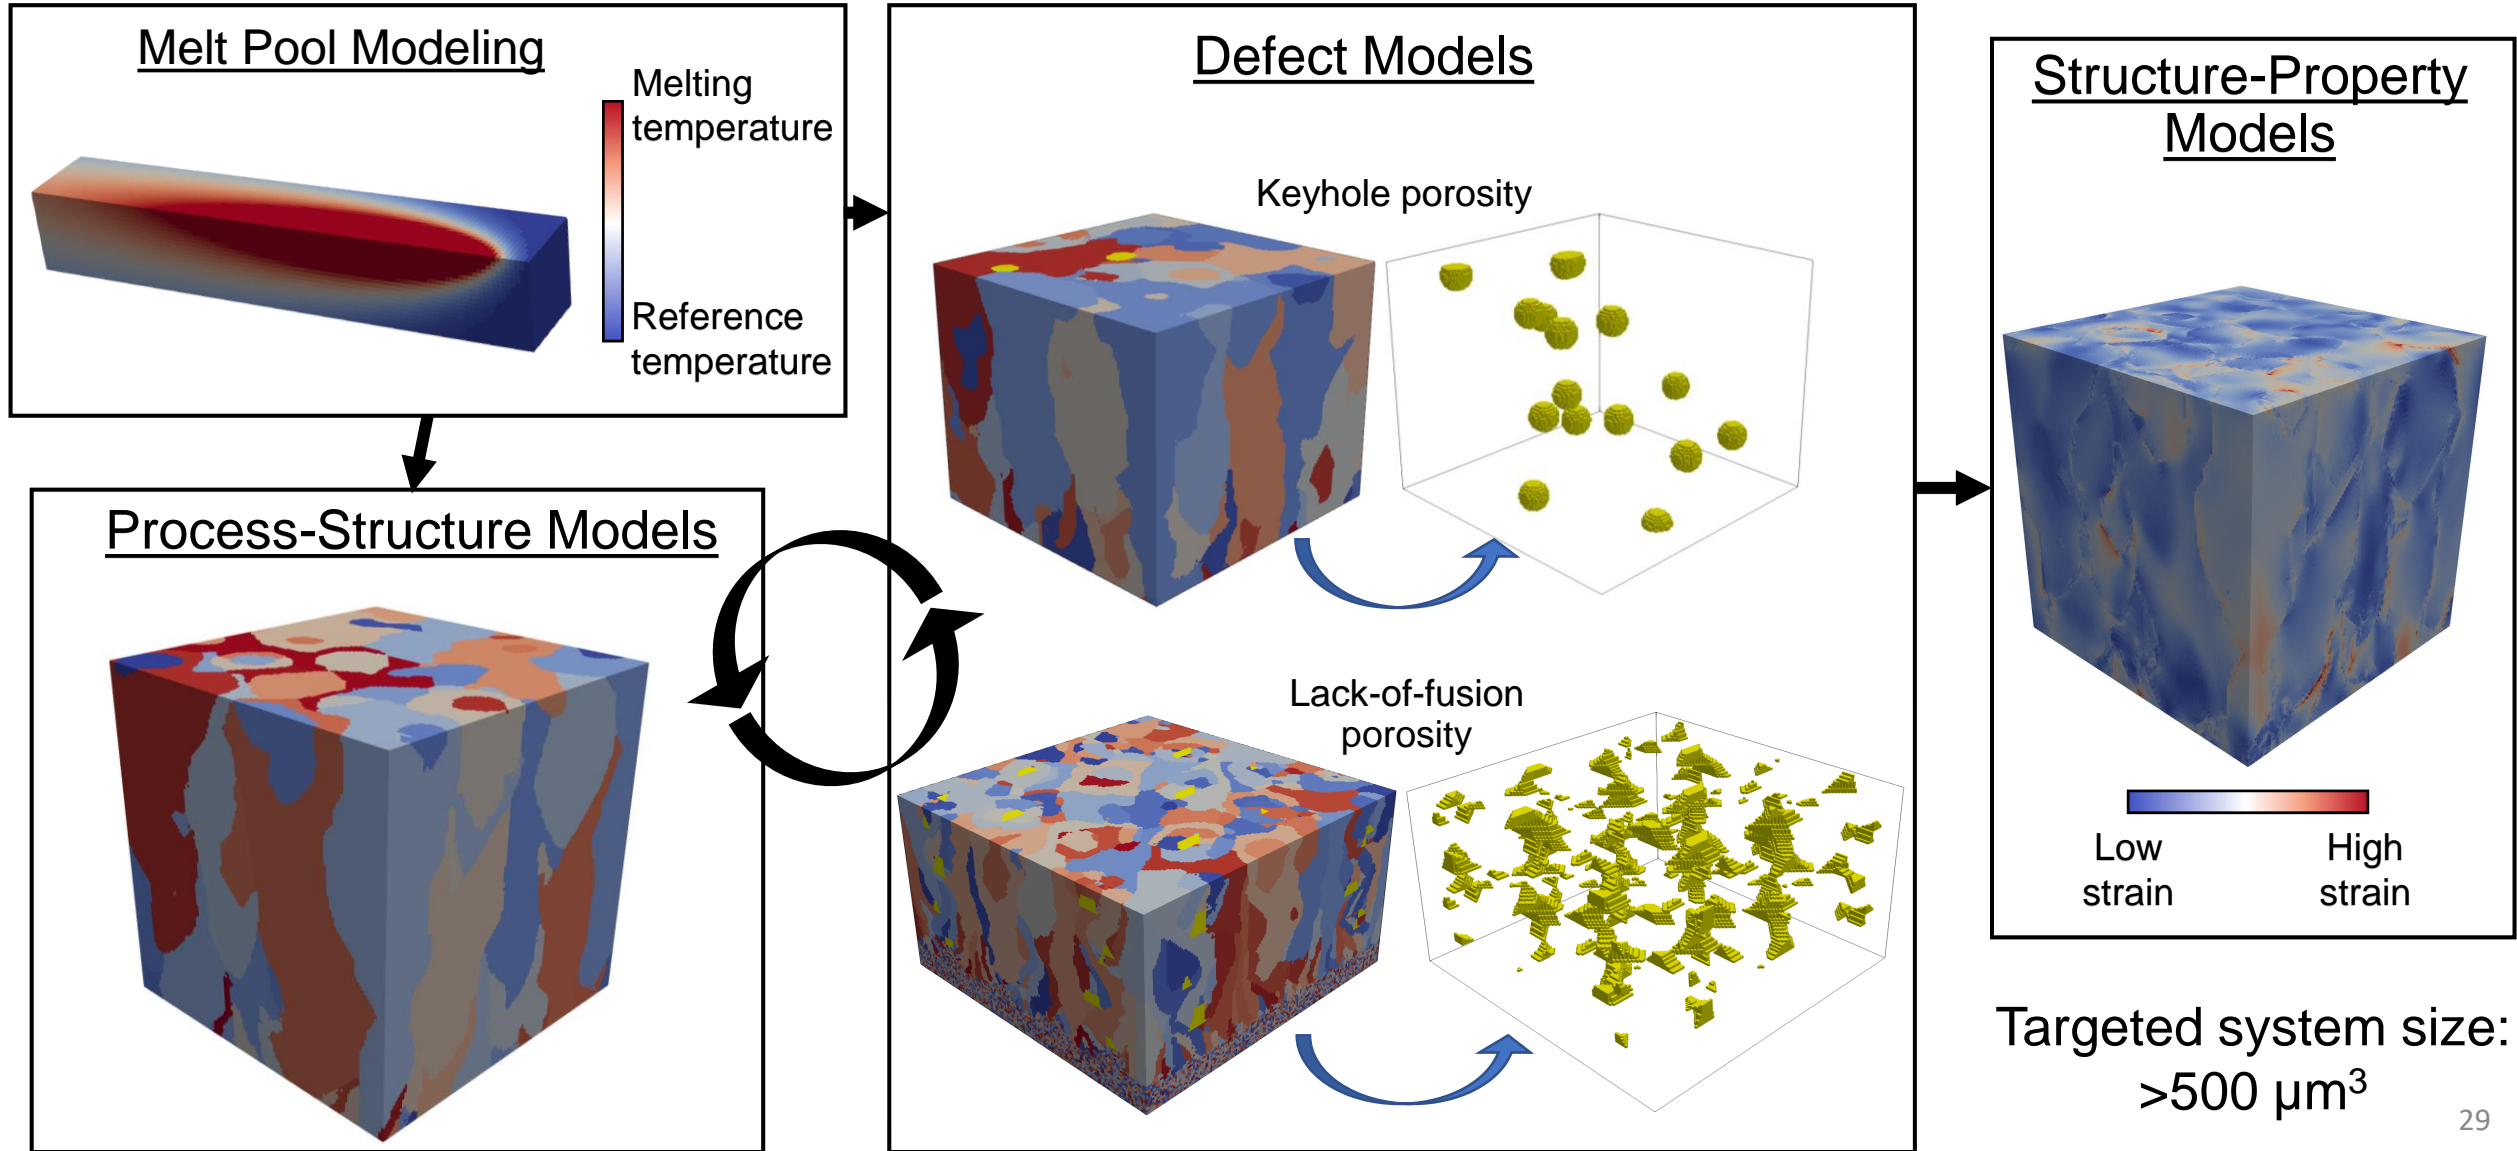 Melt Pool Modeling
Melting
temperature
Reference
temperature
Process-Structure Models
Defect Models
Keyhole porosity
Lack-of-fusion
porosity
Structure-Property
Models
Low
strain
High
strain
Targeted system size:
>500 µm³
29